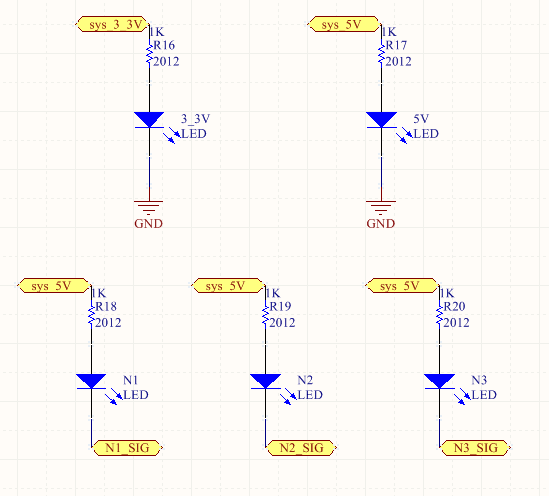 sys_3_3V
1K
R16
2012
3_3V
LED
GND
sys_5V
1K
R17
2012
5V
LED
GND
sys_5V
1K
R18
2012
N1
LED
N1_SIG
sys_5V
1K
R19
2012
N2
LED
N2_SIG
sys_5V
1K
R20
2012
N3
LED
N3_SIG